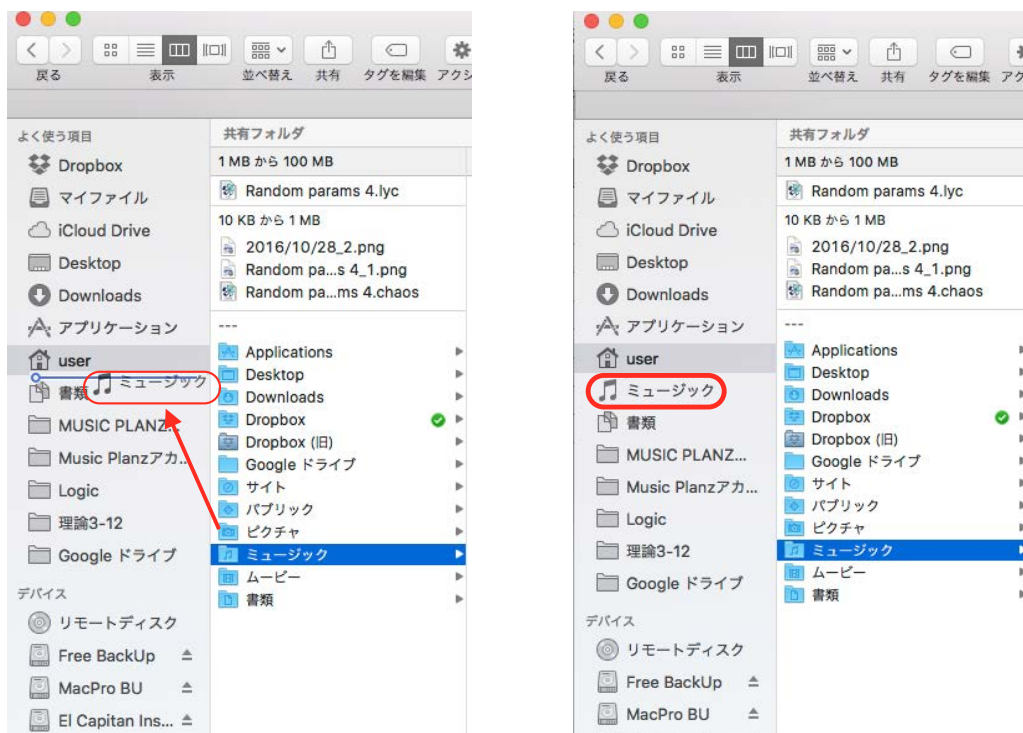 戻る 表示 並べ替え 共有 タグを編集 アクシ
よく使う項目
Dropbox
マイファイル
iCloud Drive
Desktop
Downloads
アプリケーション
user
書類
ミュージック
MUSIC PLANZ...
Music Planzアカ...
Logic
理論3-12
Google ドライブ
デバイス
リモートディスク
Free BackUp
MacPro BU
El Capitan Ins...
共有フォルダ
1 MB から 100 MB
Random params 4.lyc
10 KB から 1 MB
2016/10/28_2.png
Random pa...s 4_1.png
Random pa...ms 4.chaos
---
Applications
Desktop
Downloads
Dropbox
Dropbox (旧)
Google ドライブ
サイト
パブリック
ピクチャ
ミュージック
ムービー
書類
戻る 表示 並べ替え 共有 タグを編集 アク
よく使う項目
Dropbox
マイファイル
iCloud Drive
Desktop
Downloads
アプリケーション
user
ミュージック
書類
MUSIC PLANZ...
Music Planzアカ...
Logic
理論3-12
Google ドライブ
デバイス
リモートディスク
Free BackUp
MacPro BU
共有フォルダ
1 MB から 100 MB
Random params 4.lyc
10 KB から 1 MB
2016/10/28_2.png
Random pa...s 4_1.png
Random pa...ms 4.chaos
---
Applications
Desktop
Downloads
Dropbox
Dropbox (旧)
Google ドライブ
サイト
パブリック
ピクチャ
ミュージック
ムービー
書類